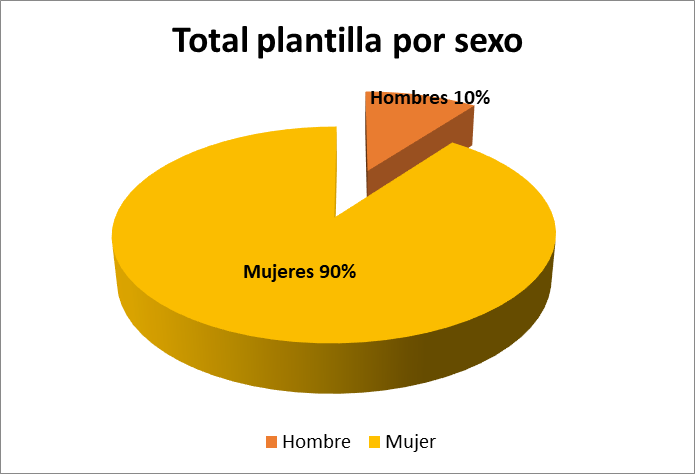 Total plantilla por sexo
Hombres 10%
Mujeres 90%
Hombre Mujer